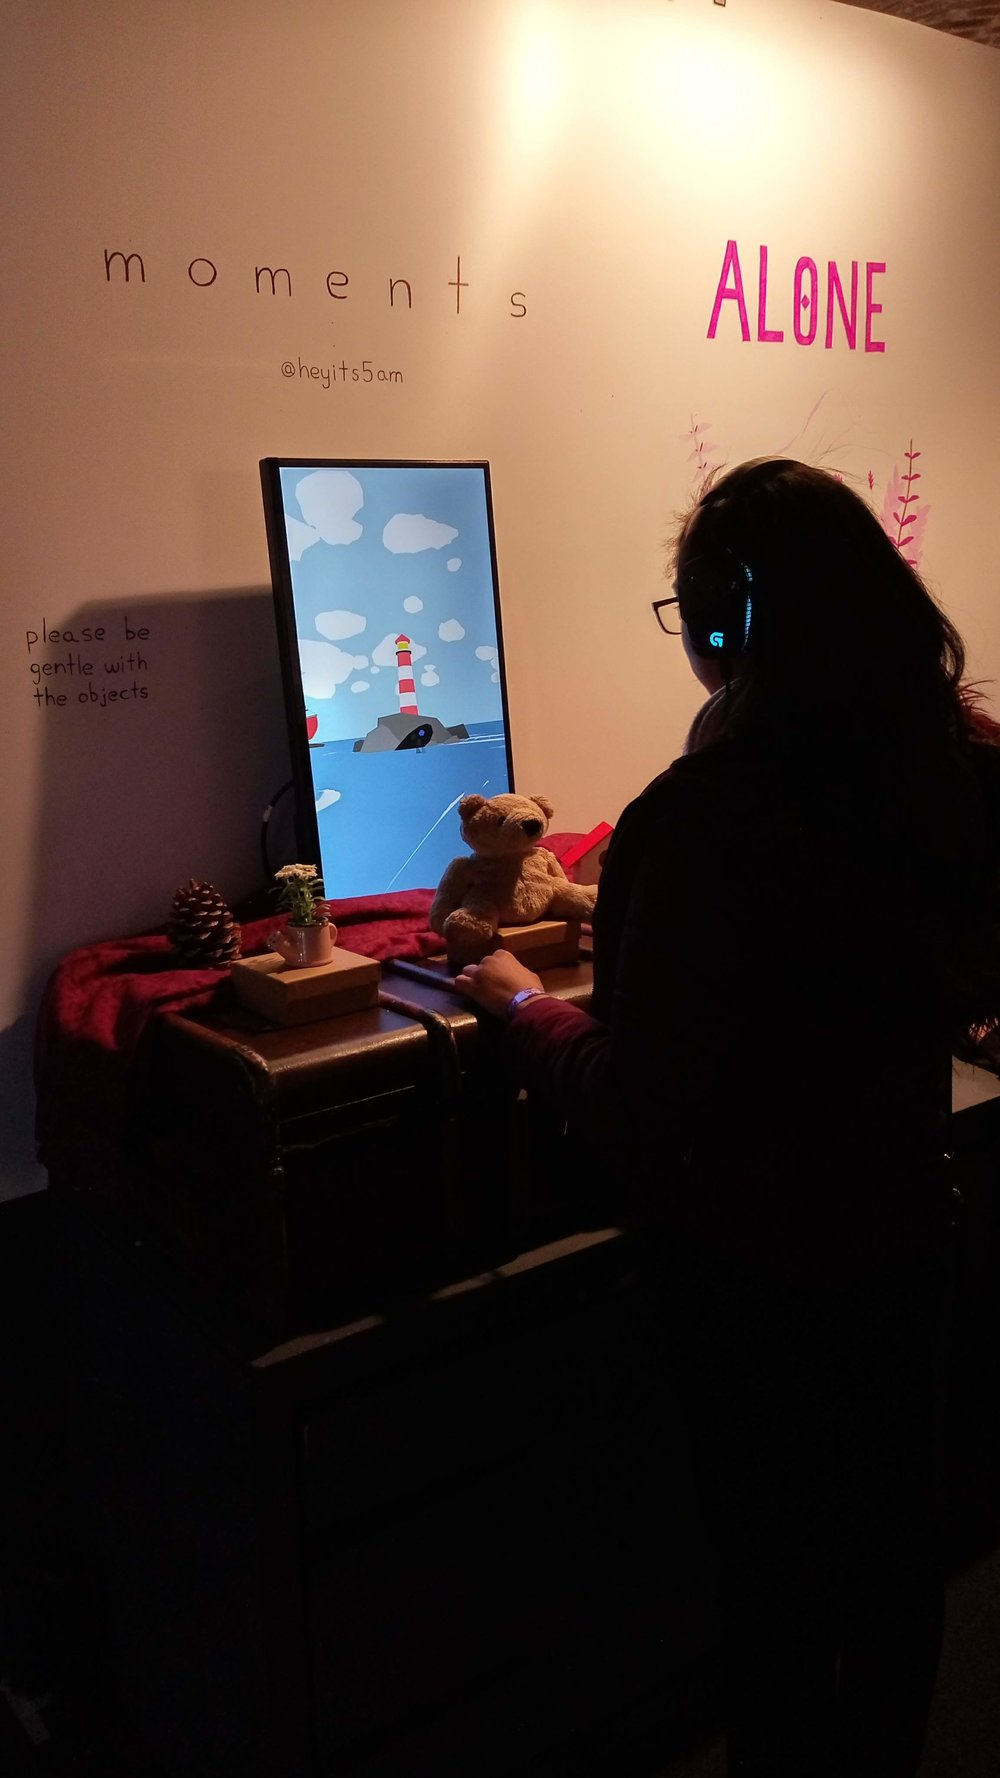 moments
@heyits5am
ALONE
please be
gentle with
the objects
G